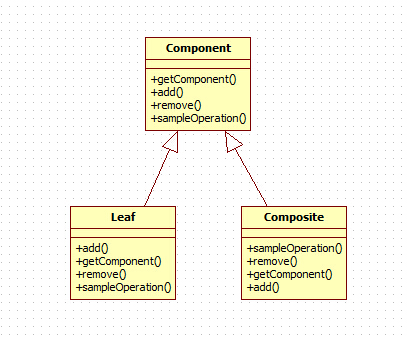 Component
+getComponent()
+add()
+remove()
+sampleOperation()
Leaf
+add()
+getComponent()
+remove()
+sampleOperation()
Composite
+sampleOperation()
+remove()
+getComponent()
+add()